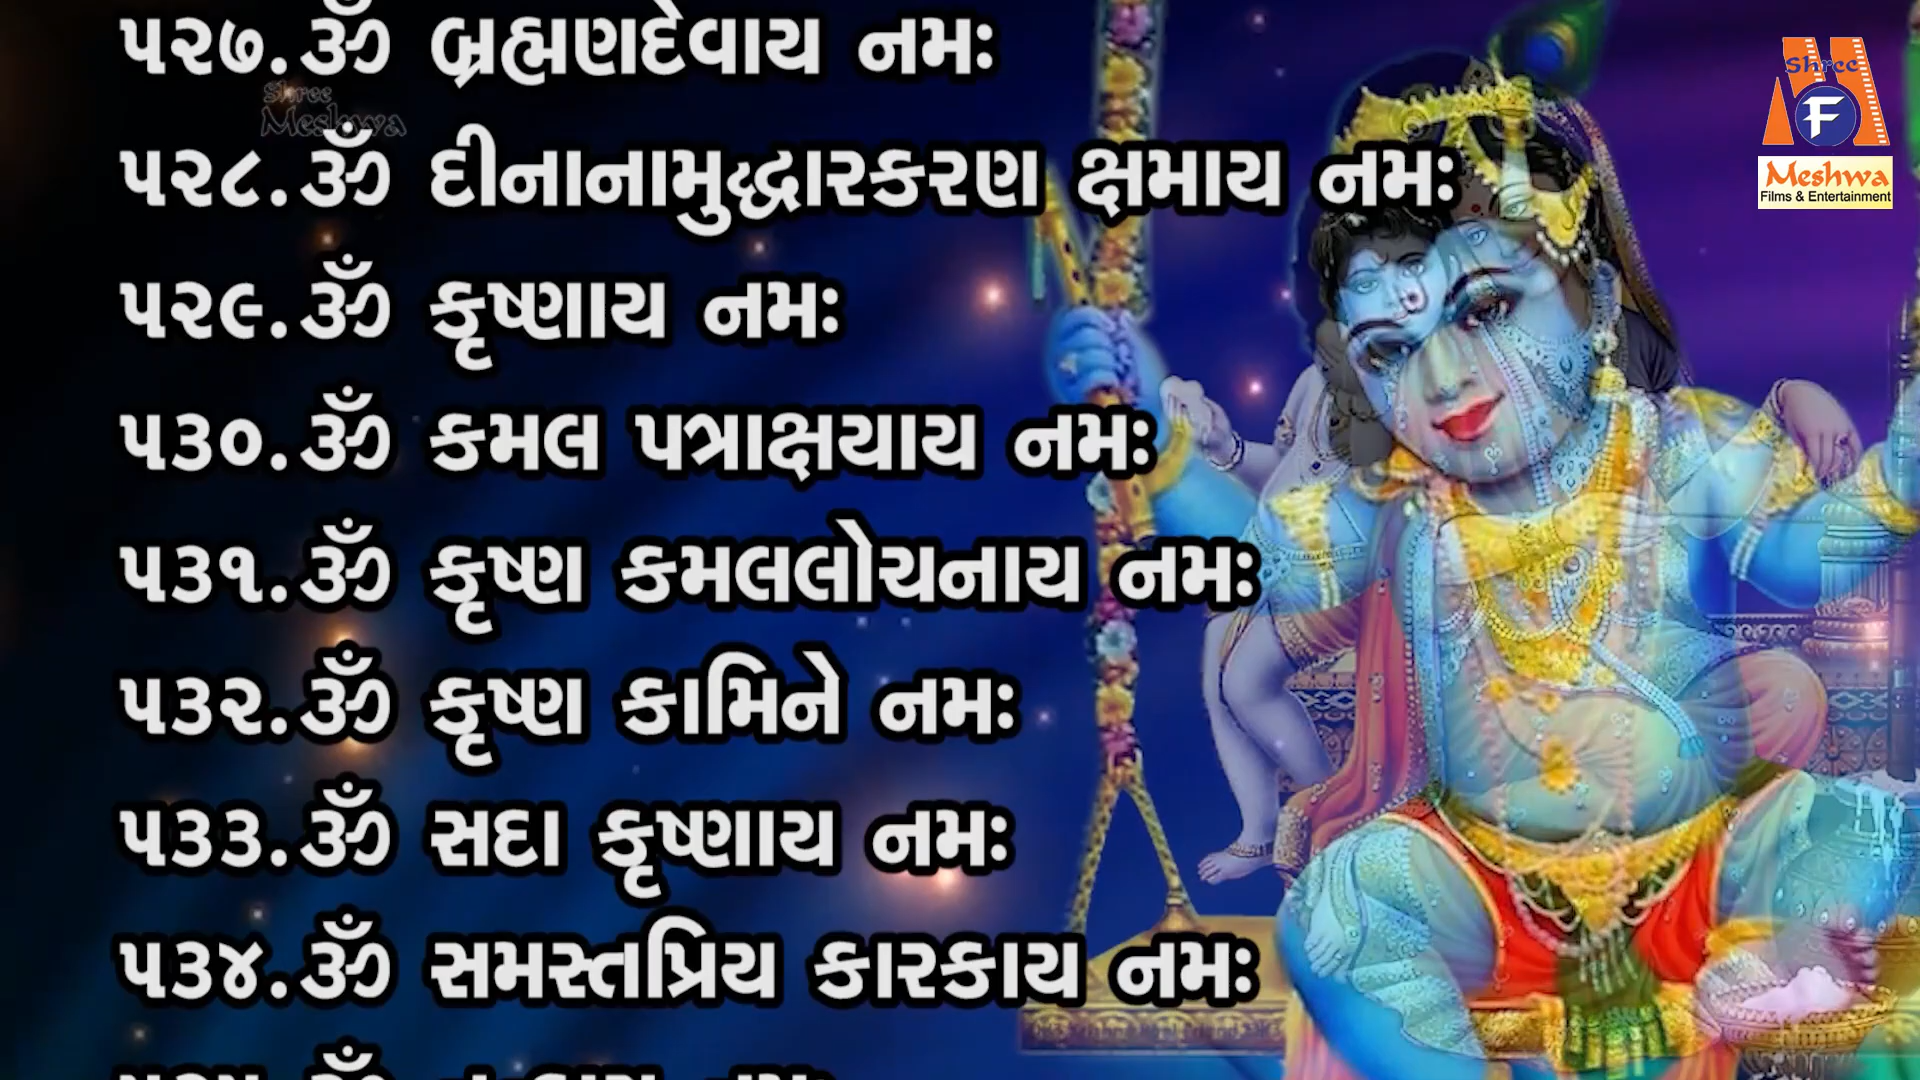 ૫૨૭.ૐ બ્રહ્મણદેવાય નમઃ
૫૨૮.ૐ દીનાનામુદ્ધારકરણ ક્ષમાય નમઃ
૫૨૯.ૐ કૃષ્ણાય નમઃ
૫૩૦.ૐ કમલ પત્રાક્ષયાય નમઃ
૫૩૧.ૐ કૃષ્ણ કમલલોચનાય નમઃ
૫૩૨.ૐ કૃષ્ણ કામિને નમઃ
૫૩૩.ૐ સદા કૃષ્ણાય નમઃ
૫૩૪.ૐ સમસ્તપ્રિય કારકાય નમઃ
Shree
Meshwa
Shree
F
Meshwa
Films & Entertainment